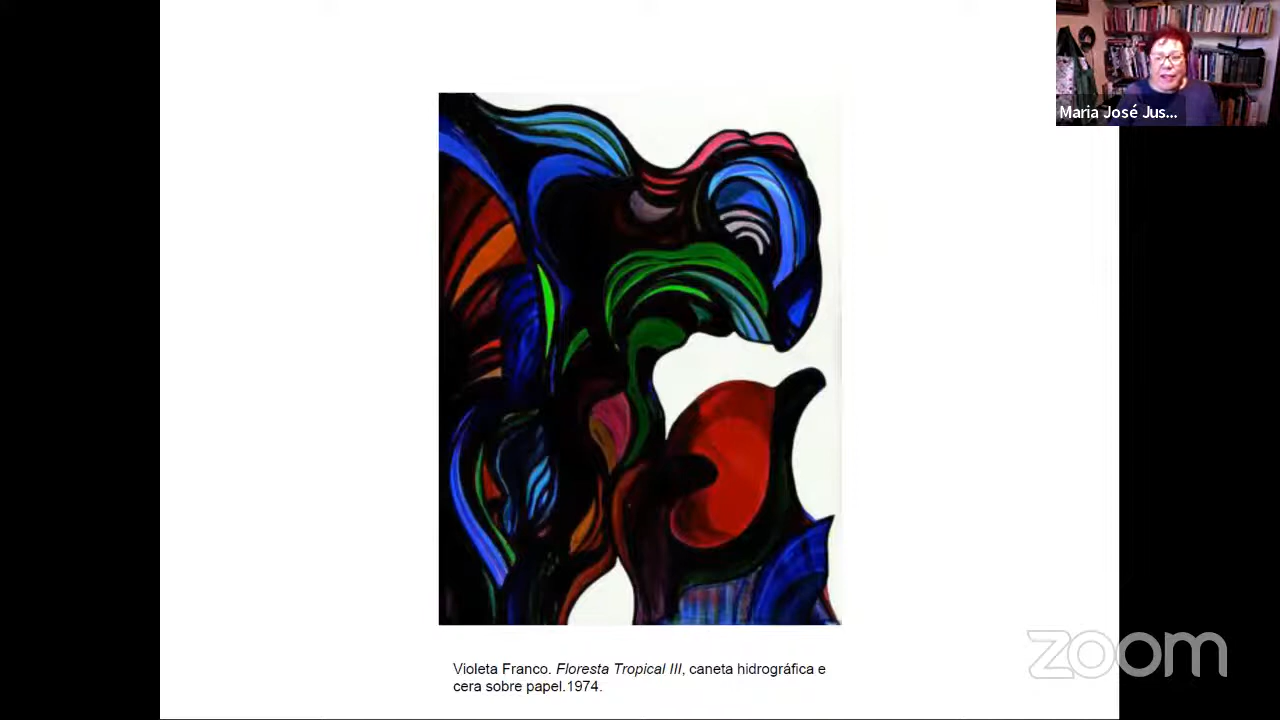 Maria José Jus...
Violeta Franco. Floresta Tropical III, caneta hidrográfica e
cera sobre papel.1974.
zoom